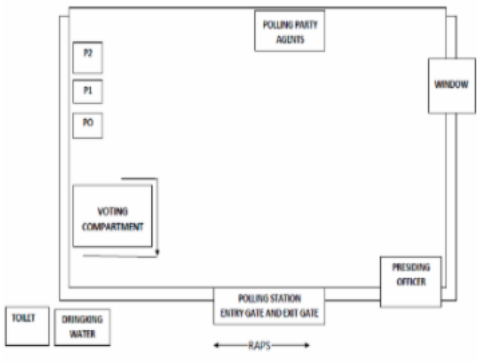 POLLING PARTY
AGENTS
P2
WINDOW
P1
PO
VOTING
COMPARTMENT
PRESIDING
OFFICER
POLLING STATION
ENTRY GATE AND EXIT GATE
TOILET
DRINGKING
WATER
RAPS